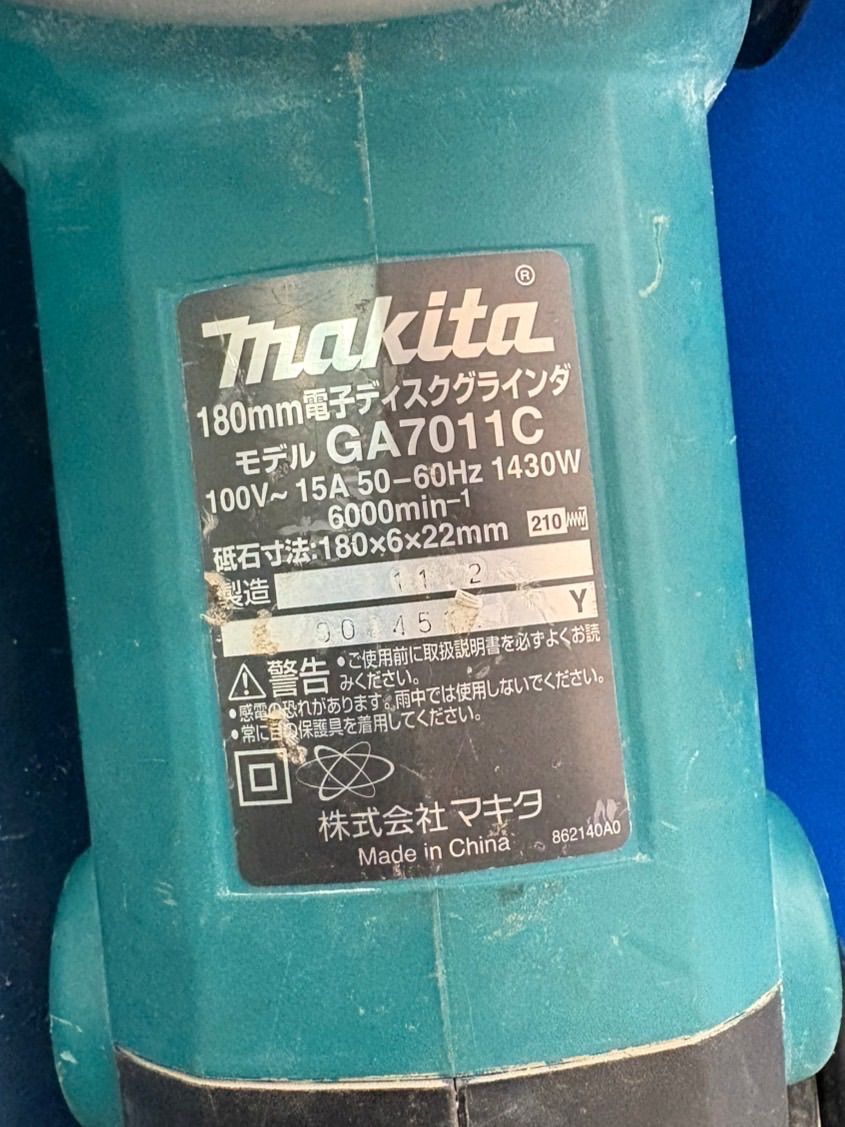 makita®
180mm電子ディスクグラインダ
モデル GA7011C
100V~ 15A 50-60Hz 1430W
6000min-1
砥石寸法:180×6×22mm 210
製造 11 2
Y
警告 •ご使用前に取扱説明書を必ずよくお読
みください。
•感電の恐れがあります。雨中では使用しないでください。
•常に目の保護具を着用してください。
株式会社 マキタ
Made in China 862140A0